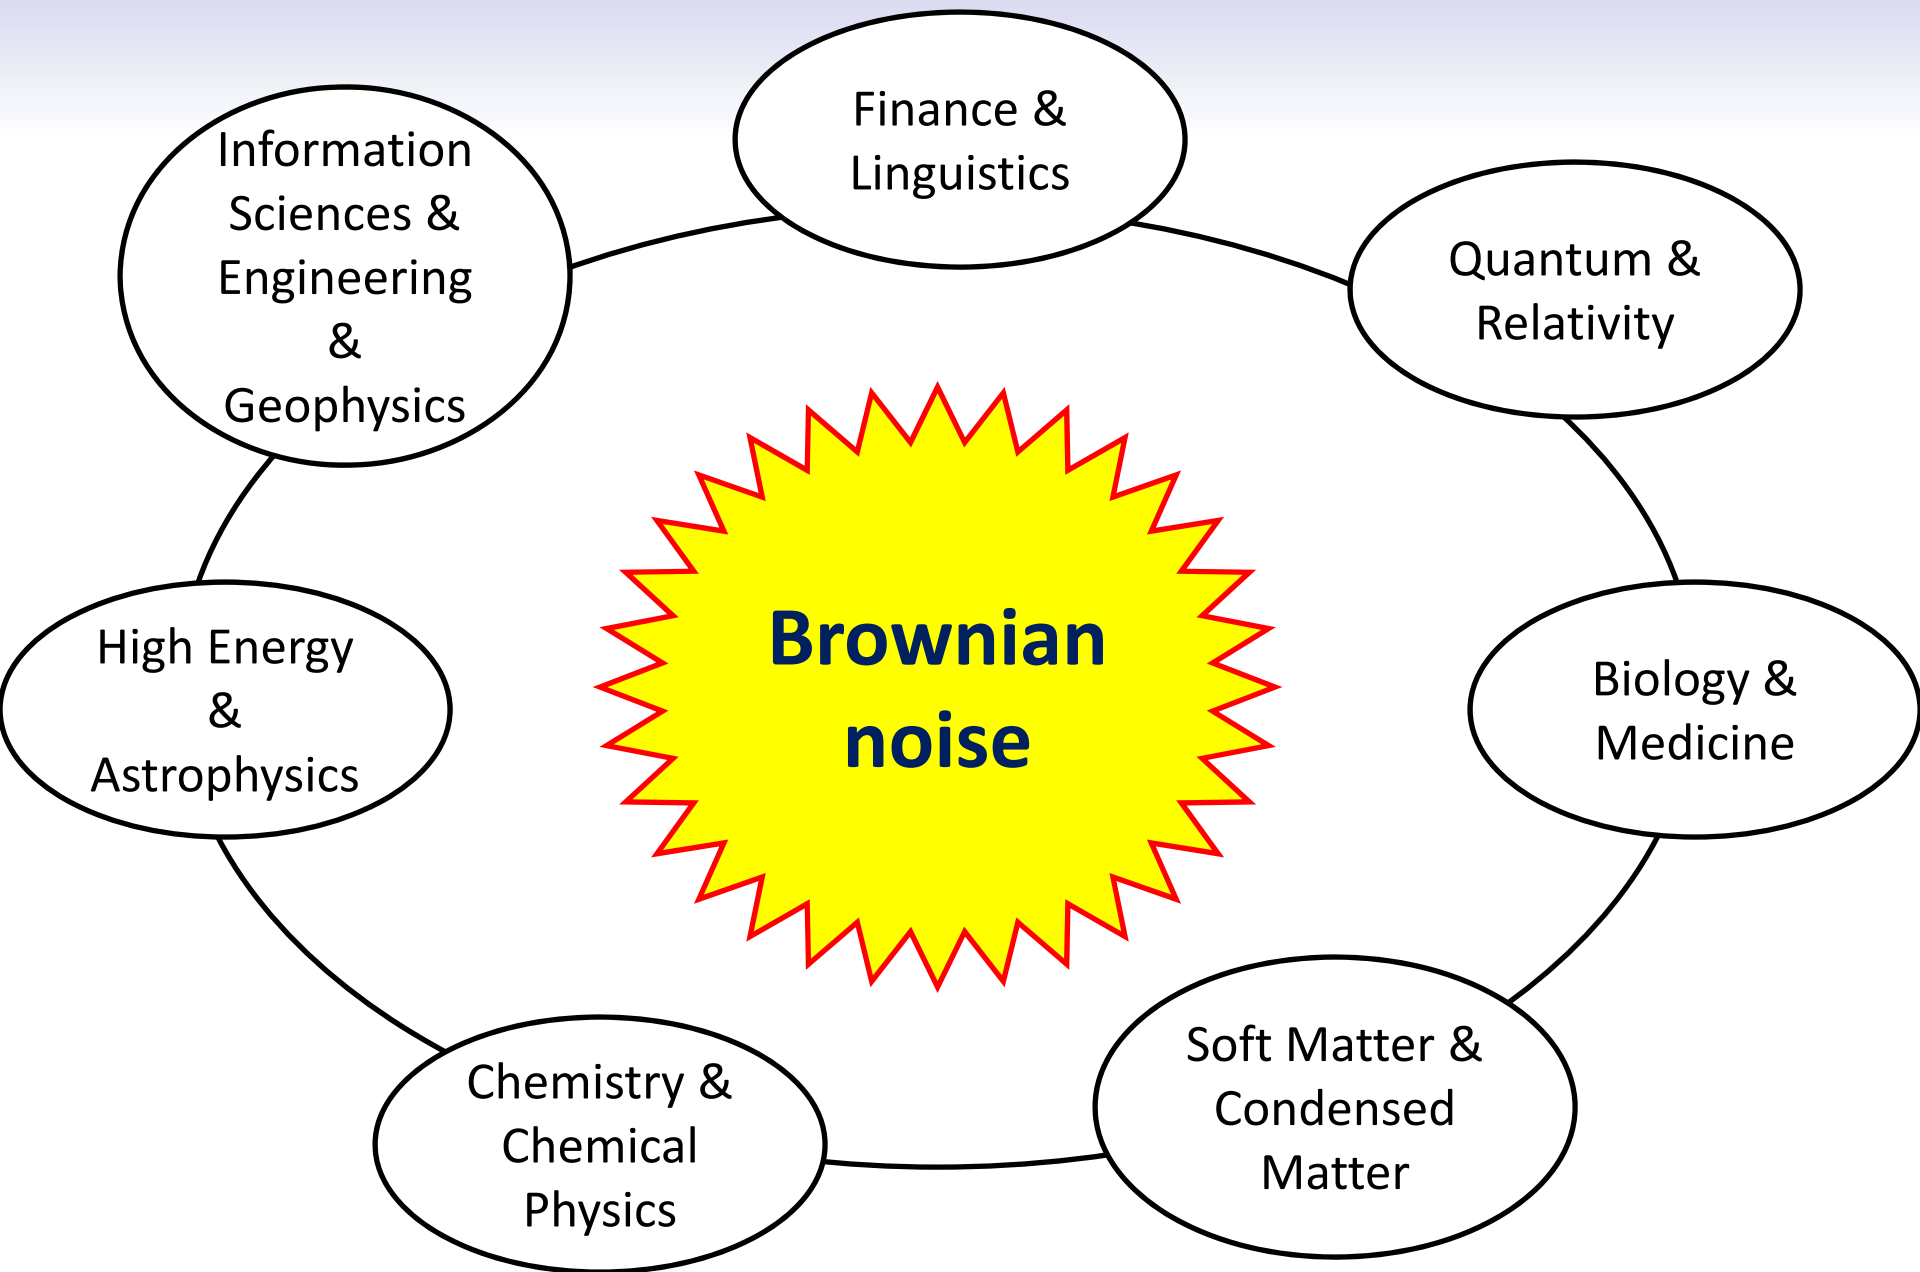 Finance &
Linguistics
Information
Sciences &
Engineering
&
Geophysics
Quantum &
Relativity
High Energy
&
Astrophysics
Brownian
noise
Biology &
Medicine
Chemistry &
Chemical
Physics
Soft Matter &
Condensed
Matter